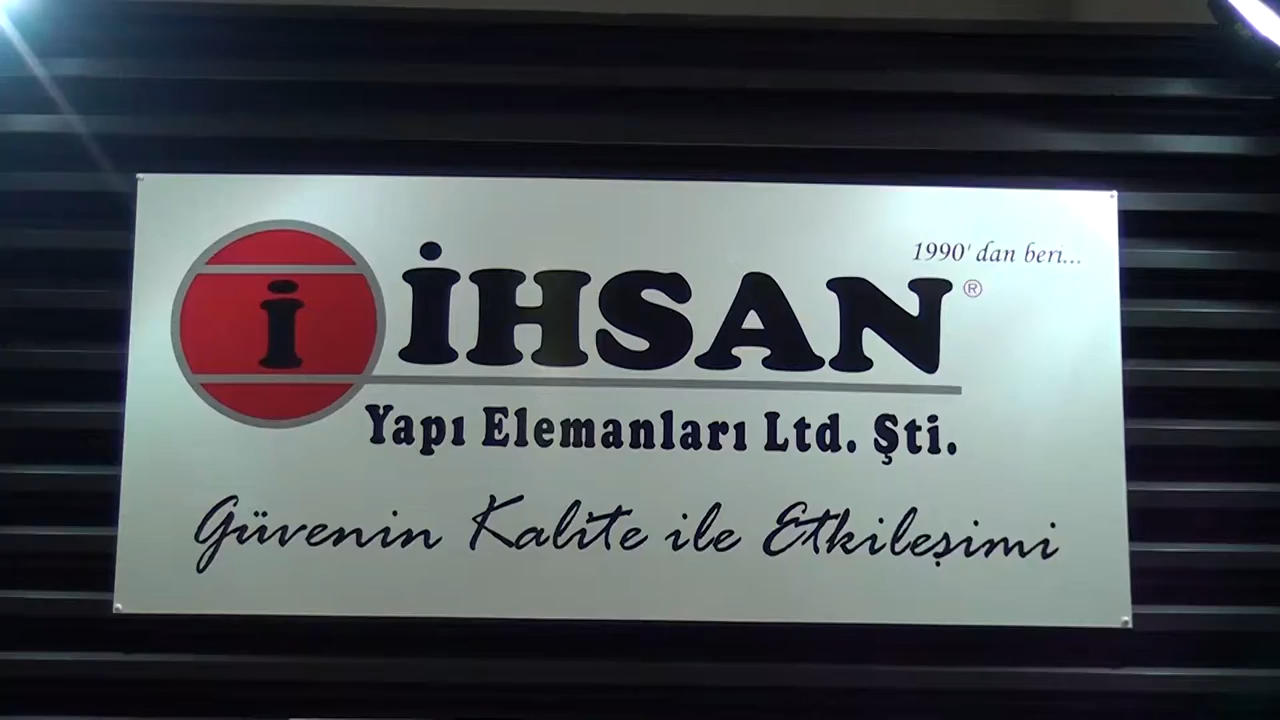 1990' dan beri...
i İHSAN ®
Yapı Elemanları Ltd. Şti.
Güvenin Kalite ile Etkileşimi